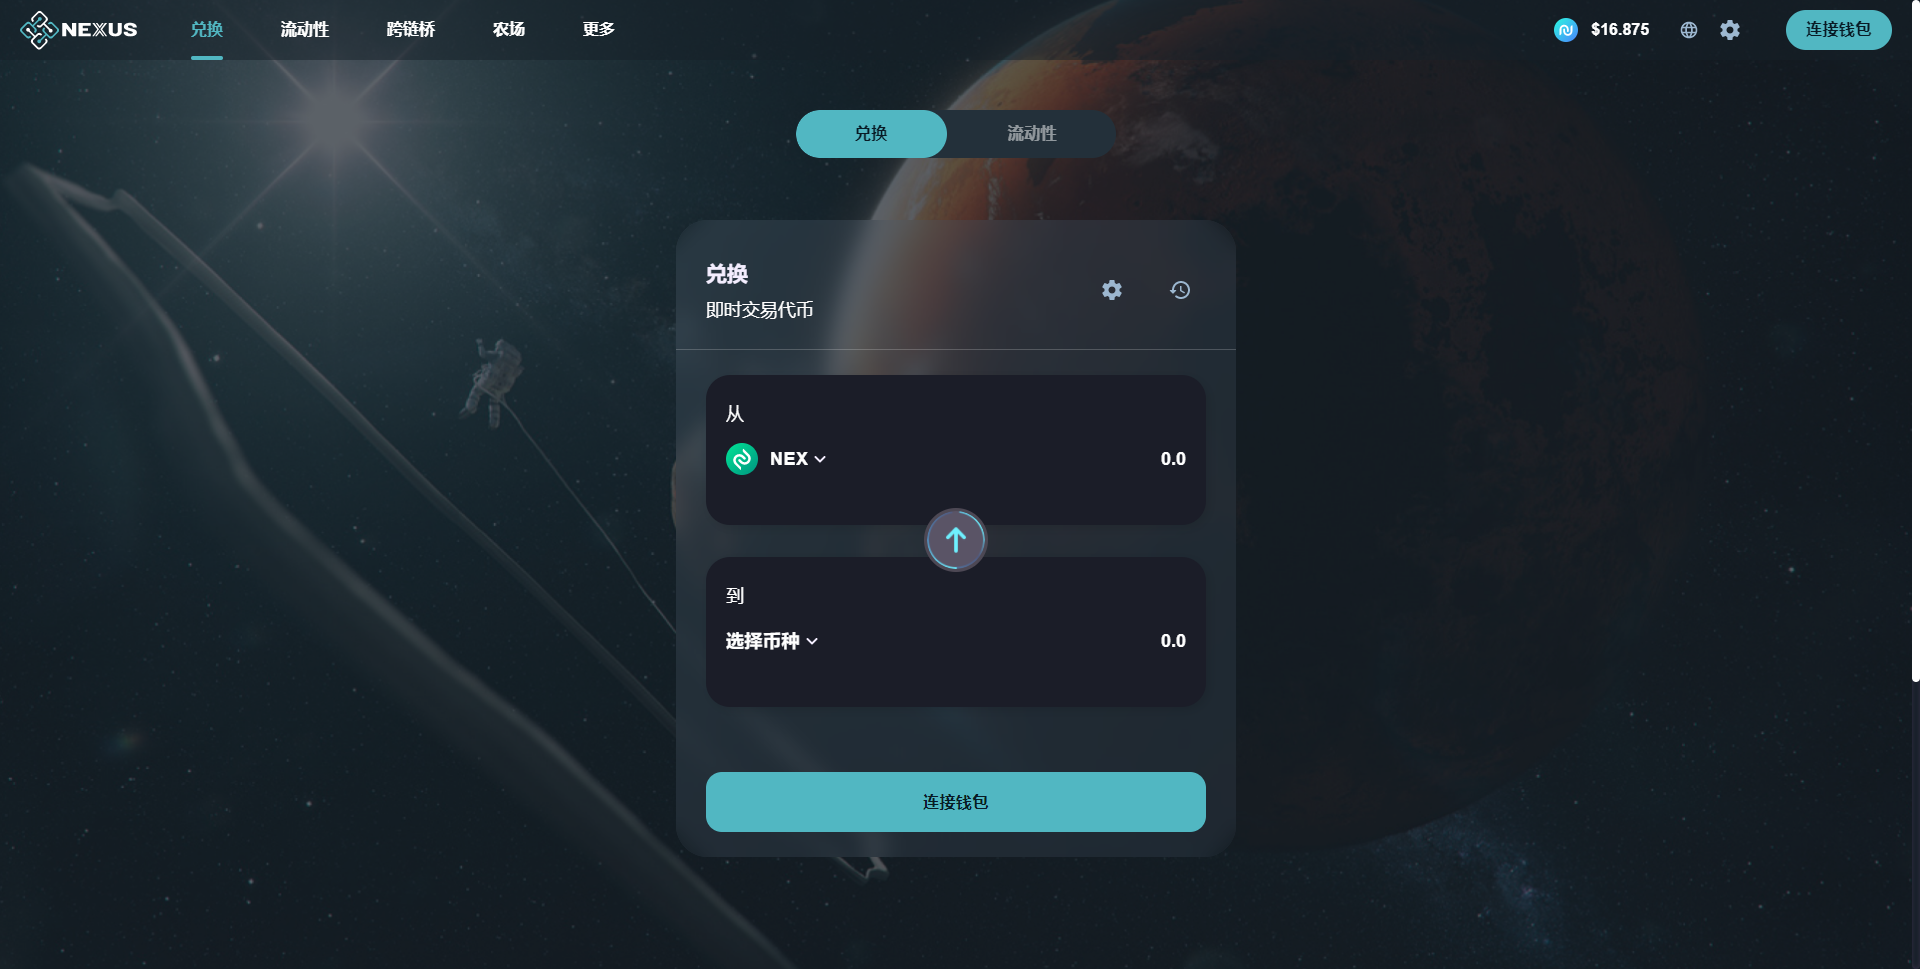 NEXUS
兑换
流动性
跨链桥
农场
更多
$16.875
连接钱包
兑换
流动性
兑换
即时交易代币
从
NEX
0.0
到
选择币种
0.0
连接钱包